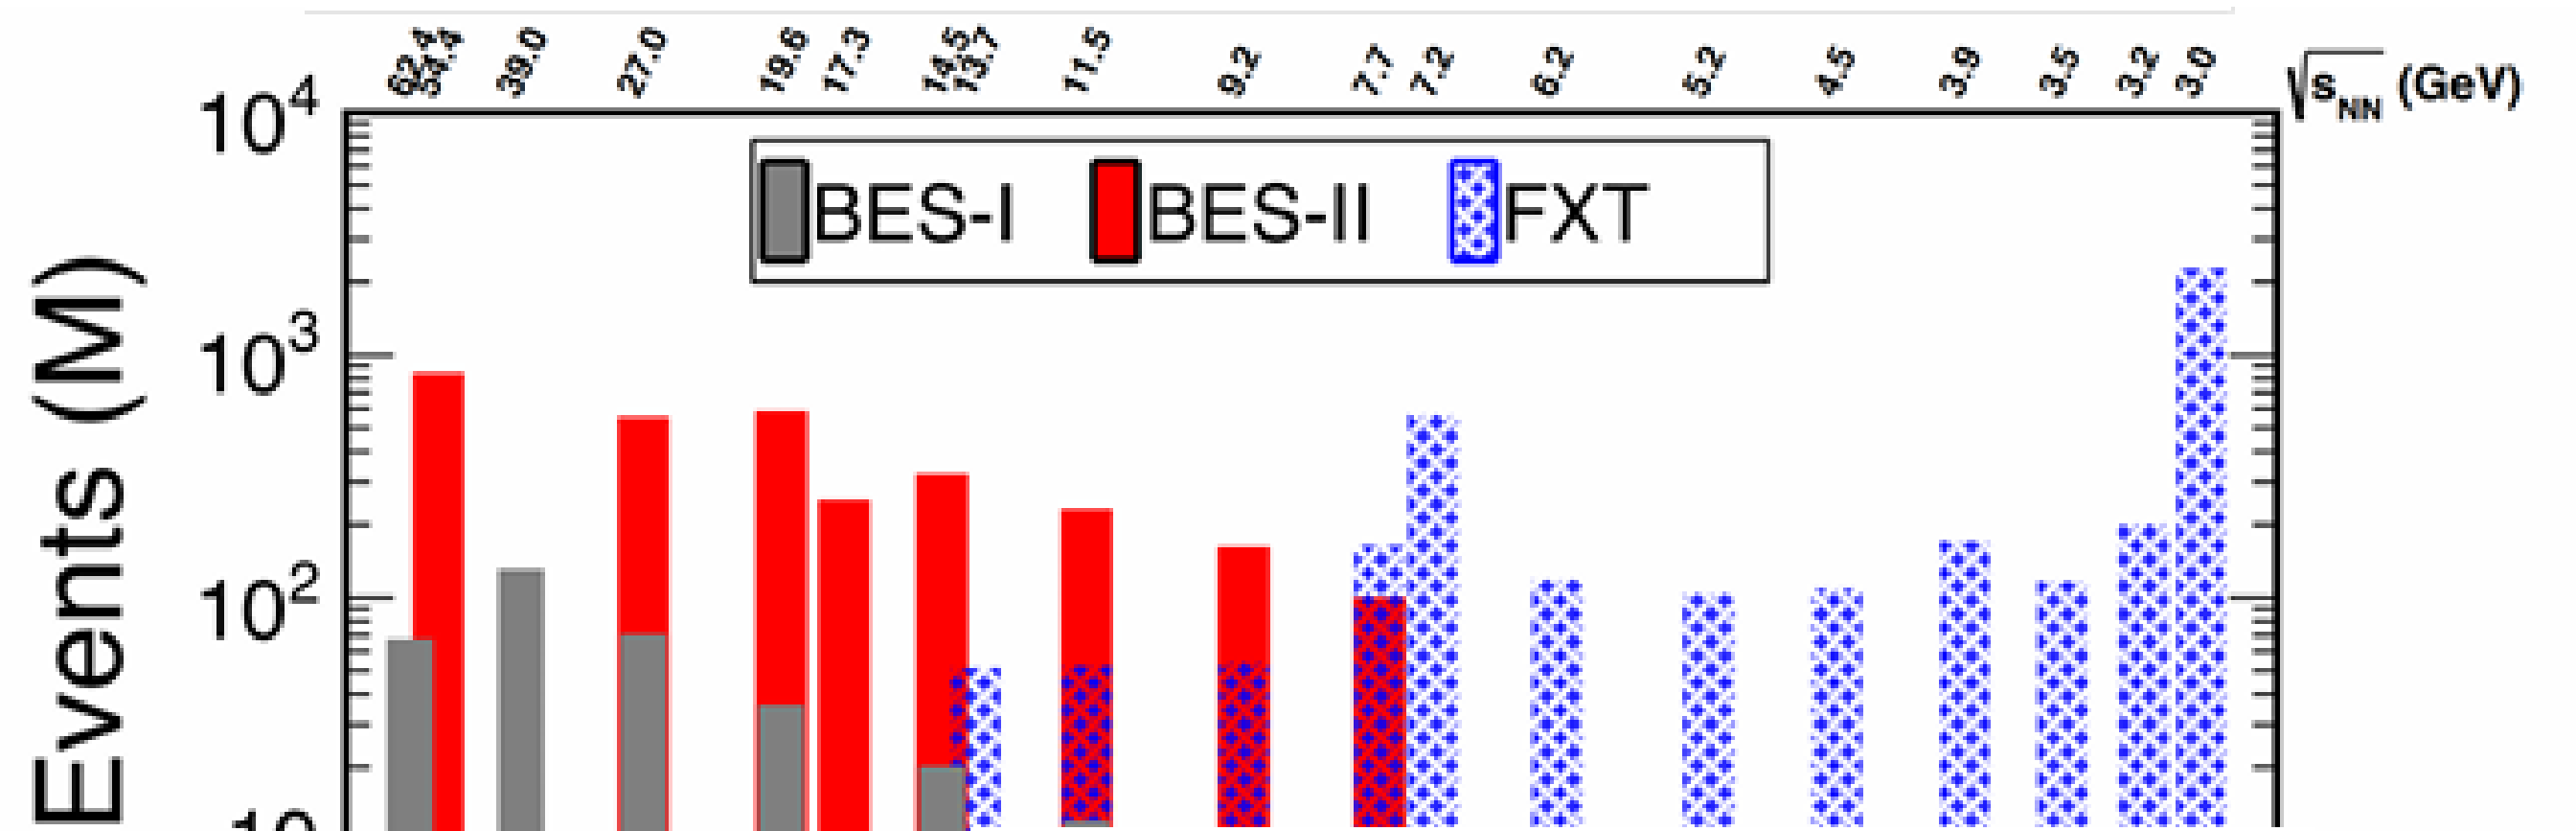 62.4 54.4 39.0 27.0 19.6 17.3 14.5 13.7 11.5 9.2 7.7 7.2 6.2 5.2 4.5 3.9 3.5 3.2 3.0 √sNN (GeV)
10^4
BES-I BES-II FXT
10^3
10^2
10
Events (M)